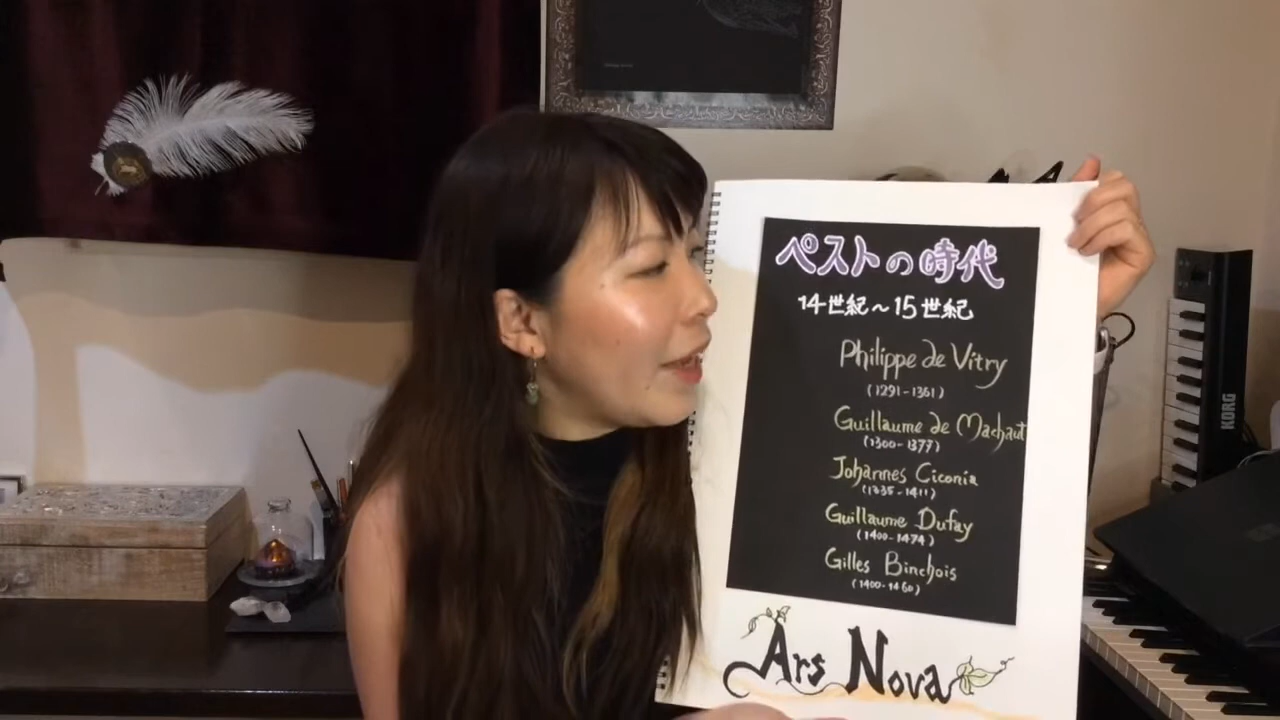 ペストの時代
14世紀〜15世紀
Philippe de Vitry
(1291-1361)
Guillaume de Machaut
(1300-1377)
Johannes Ciconia
(1335-1411)
Guillaume Dufay
(1400-1474)
Gilles Binchois
(1400-1460)
Ars Nova
KORG